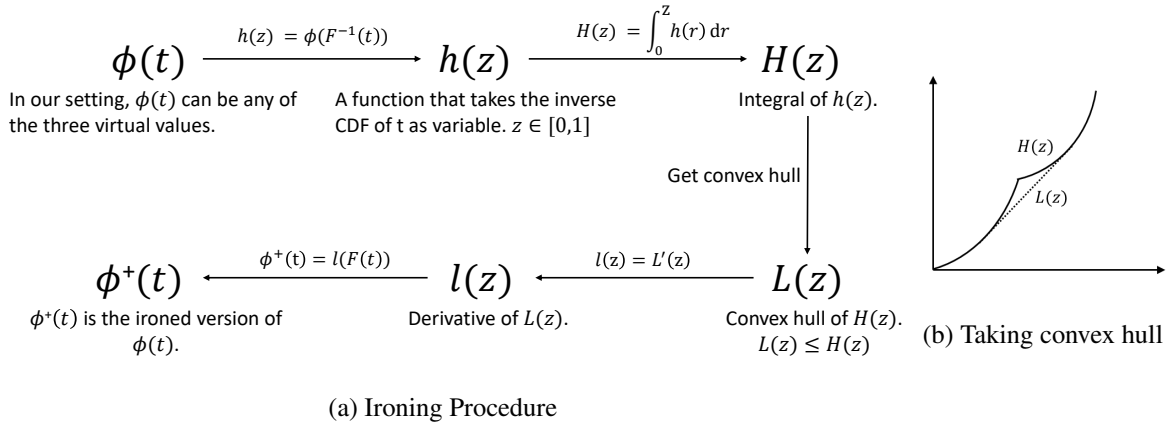 h(z) = ϕ(F⁻¹(t))
H(z) = ∫₀ᶻ h(r) dr
ϕ(t)
h(z)
H(z)
In our setting, ϕ(t) can be any of
the three virtual values.
A function that takes the inverse
CDF of t as variable. z ∈ [0,1]
Integral of h(z).
Get convex hull
ϕ⁺(t) = l(F(t))
l(z) = L′(z)
ϕ⁺(t)
l(z)
L(z)
ϕ⁺(t) is the ironed version of
ϕ(t).
Derivative of L(z).
Convex hull of H(z).
L(z) ≤ H(z)
(a) Ironing Procedure
H(z)
L(z)
(b) Taking convex hull